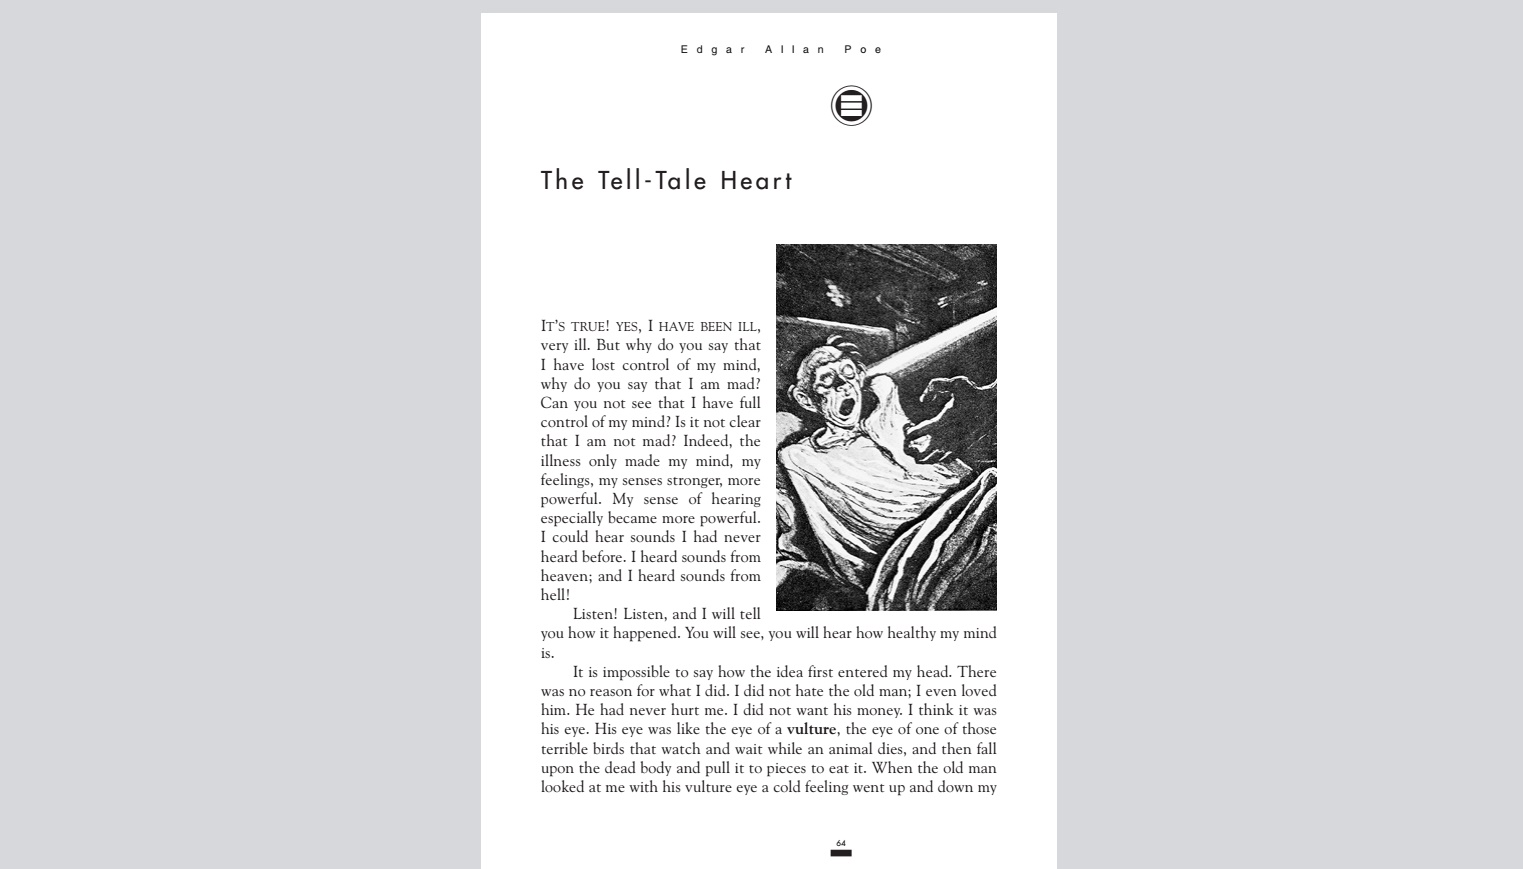 Edgar Allan Poe
The Tell-Tale Heart
IT'S TRUE! YES, I HAVE BEEN ILL,
very ill. But why do you say that
I have lost control of my mind,
why do you say that I am mad?
Can you not see that I have full
control of my mind? Is it not clear
that I am not mad? Indeed, the
illness only made my mind, my
feelings, my senses stronger, more
powerful. My sense of hearing
especially became more powerful.
I could hear sounds I had never
heard before. I heard sounds from
heaven; and I heard sounds from
hell!
Listen! Listen, and I will tell
you how it happened. You will see, you will hear how healthy my mind
is.
It is impossible to say how the idea first entered my head. There
was no reason for what I did. I did not hate the old man; I even loved
him. He had never hurt me. I did not want his money. I think it was
his eye. His eye was like the eye of a vulture, the eye of one of those
terrible birds that watch and wait while an animal dies, and then fall
upon the dead body and pull it to pieces to eat it. When the old man
looked at me with his vulture eye a cold feeling went up and down my
64